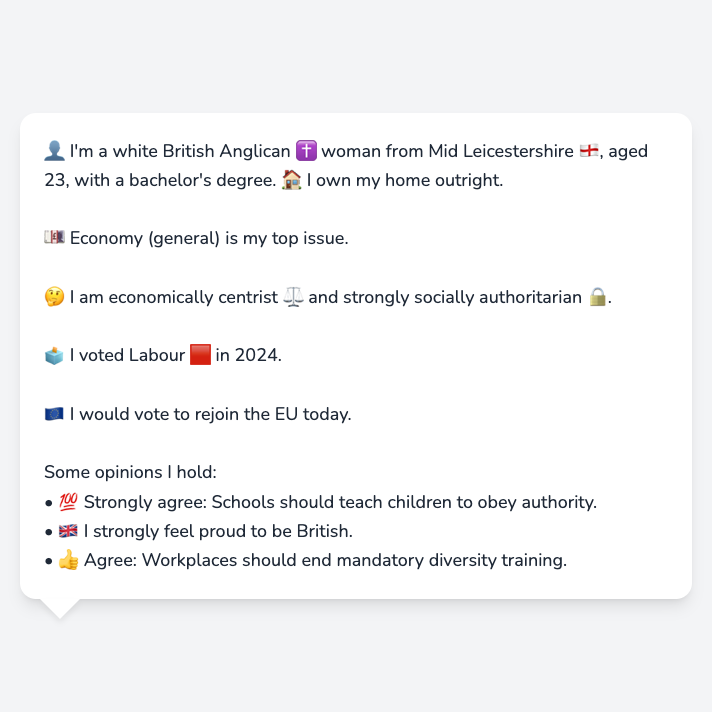 👤 I'm a white British Anglican ✝️ woman from Mid Leicestershire 🏴󠁧󠁢󠁥󠁮󠁧󠁿, aged
23, with a bachelor's degree. 🏠 I own my home outright.
💷 Economy (general) is my top issue.
🤔 I am economically centrist ⚖️ and strongly socially authoritarian 🔒.
🗳️ I voted Labour 🟥 in 2024.
🇪🇺 I would vote to rejoin the EU today.
Some opinions I hold:
• 💯 Strongly agree: Schools should teach children to obey authority.
• 🇬🇧 I strongly feel proud to be British.
• 👍 Agree: Workplaces should end mandatory diversity training.